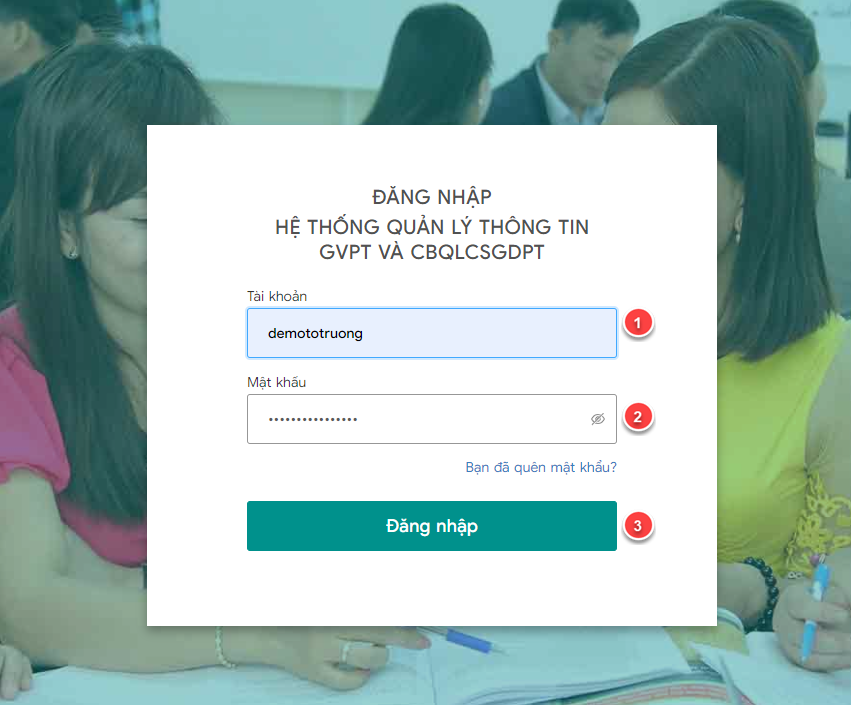 ĐĂNG NHẬP
HỆ THỐNG QUẢN LÝ THÔNG TIN
GVPT VÀ CBQLCSGDPT
Tài khoản
demototruong
1
Mật khẩu
••••••••••••••••
2
Bạn đã quên mật khẩu?
Đăng nhập
3